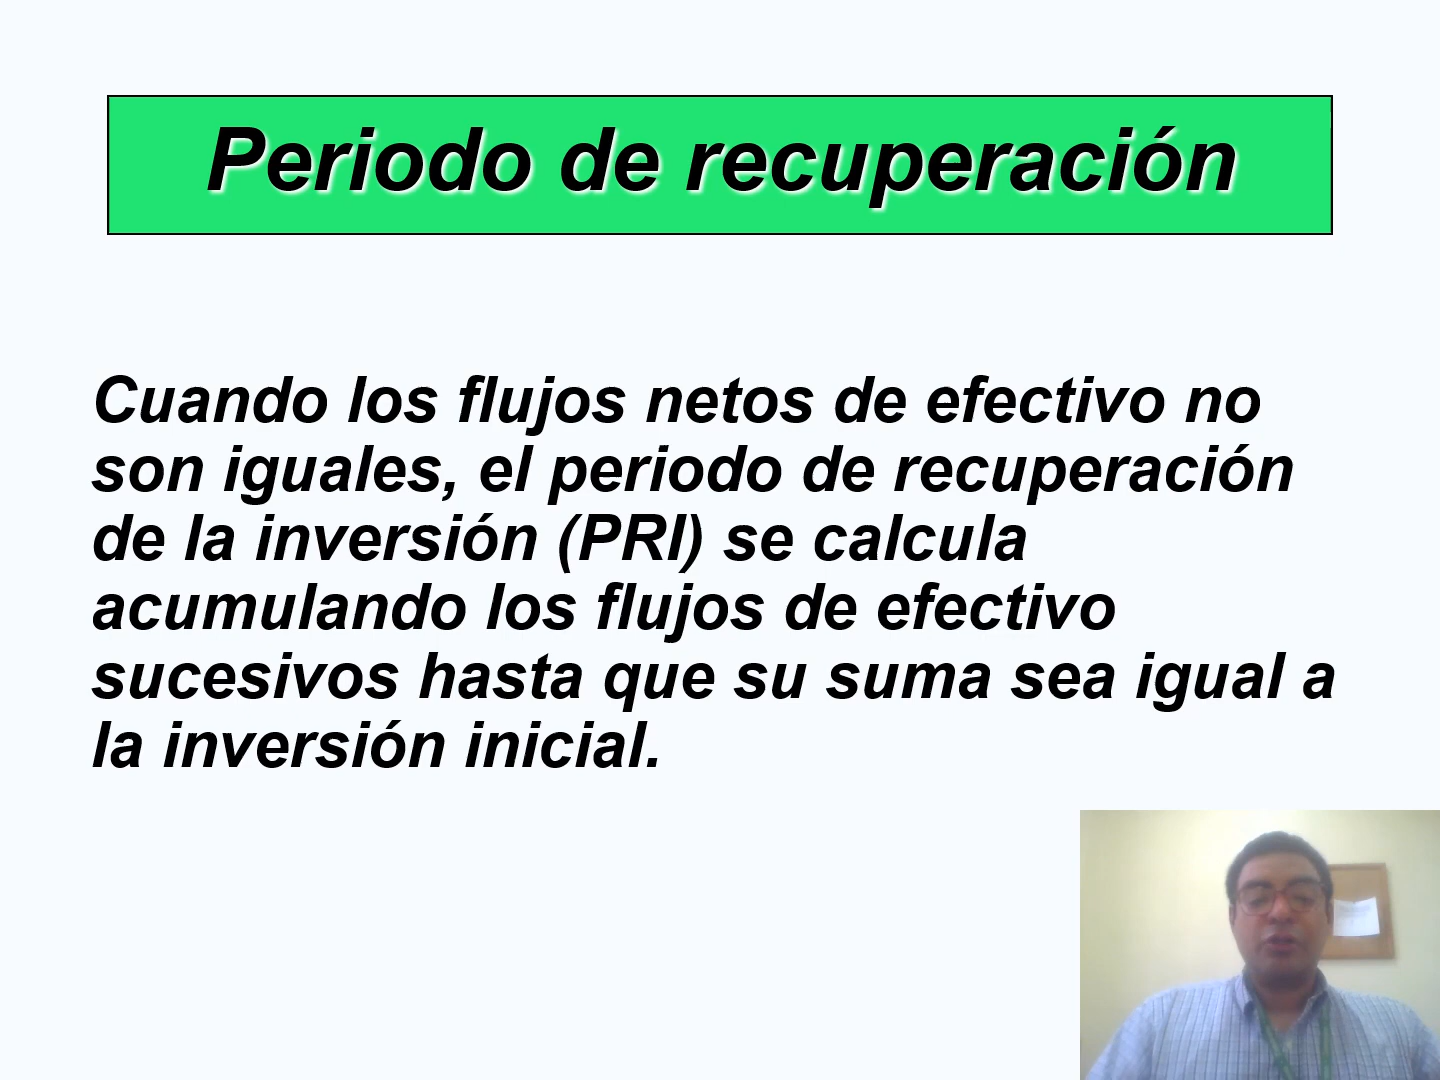 Periodo de recuperación
Cuando los flujos netos de efectivo no
son iguales, el periodo de recuperación
de la inversión (PRI) se calcula
acumulando los flujos de efectivo
sucesivos hasta que su suma sea igual a
la inversión inicial.